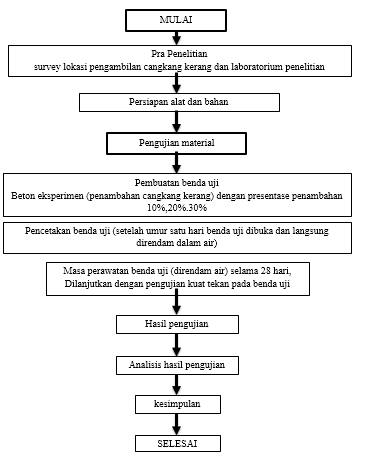 MULAI
Pra Penelitian
survey lokasi pengambilan cangkang kerang dan laboratorium penelitian
Persiapan alat dan bahan
Pengujian material
Pembuatan benda uji
Beton eksperimen (penambahan cangkang kerang) dengan presentase penambahan
10%,20%.30%
Pencetakan benda uji (setelah umur satu hari benda uji dibuka dan langsung
direndam dalam air)
Masa perawatan benda uji (direndam air) selama 28 hari,
Dilanjutkan dengan pengujian kuat tekan pada benda uji
Hasil pengujian
Analisis hasil pengujian
kesimpulan
SELESAI